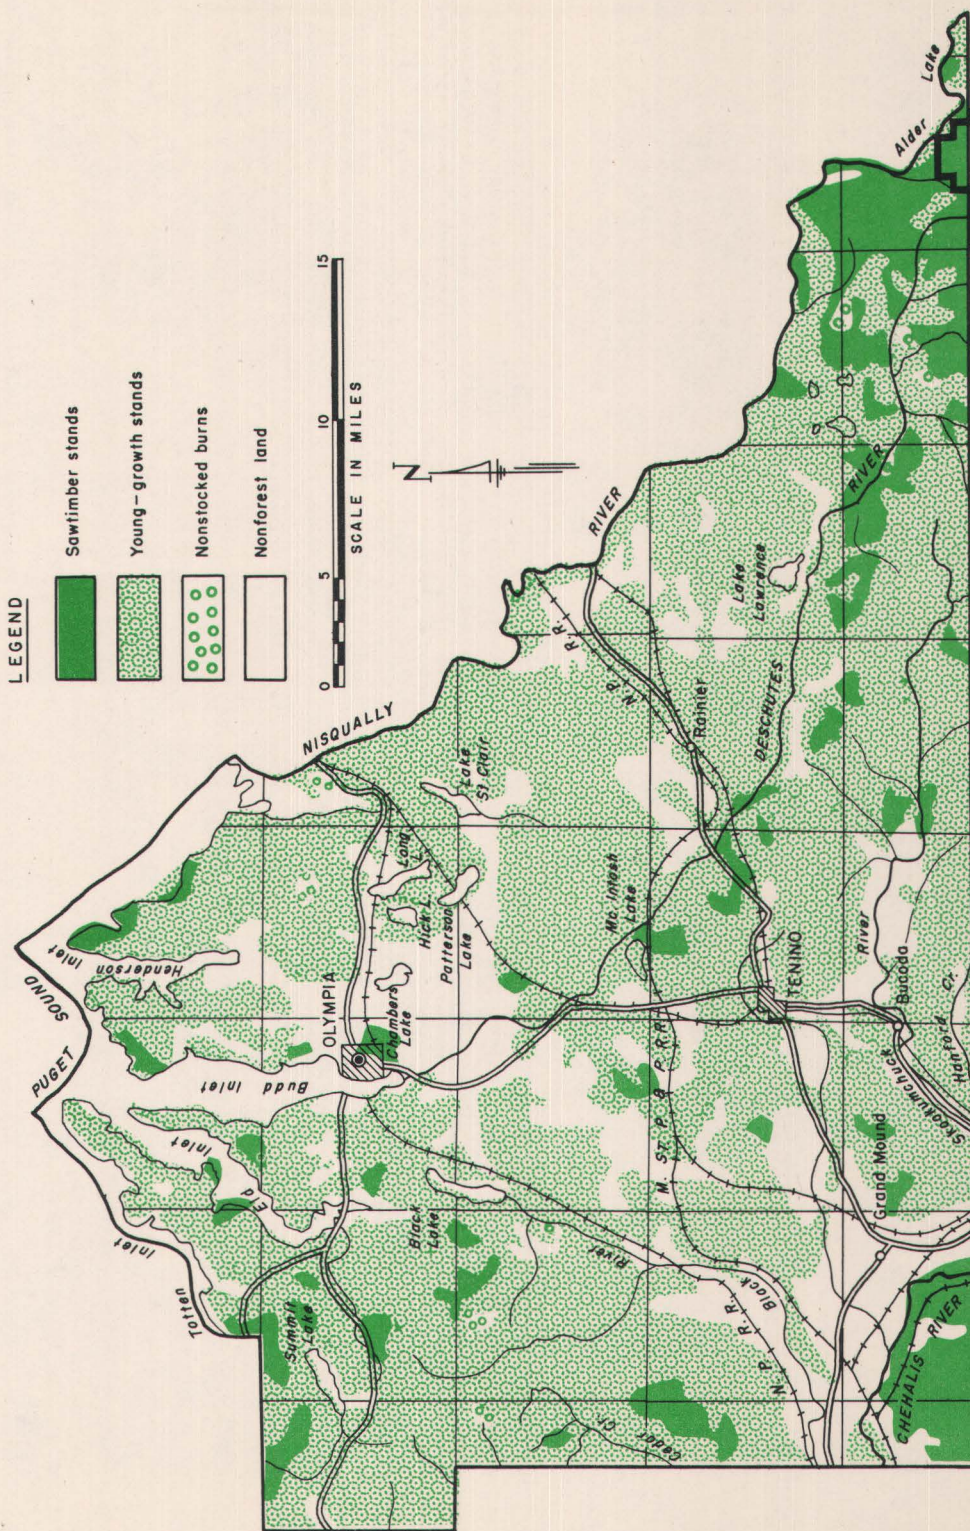 LEGEND
Sawtimber stands
Young-growth stands
Nonstocked burns
Nonforest land
0 5 10 15
SCALE IN MILES
N
PUGET SOUND
Totten Inlet
Eld Inlet
Budd Inlet
Henderson Inlet
NISQUALLY
RIVER
Alder Lake
Summit Lake
OLYMPIA
Chambers Lake
Hick L.
Long L.
Patterson Lake
Lake St Clair
Black Lake
Mc Intosh Lake
N. P. R. R.
Rainier
Lake Lawrence
DESCHUTES
RIVER
Cedar Cr.
River
Black
N. P. R. R.
M. ST. P. & P. R. R.
TENINO
Grand Mound
Bucoda
River
Skookumchuck
Hanford Cr.
CHEHALIS
RIVER